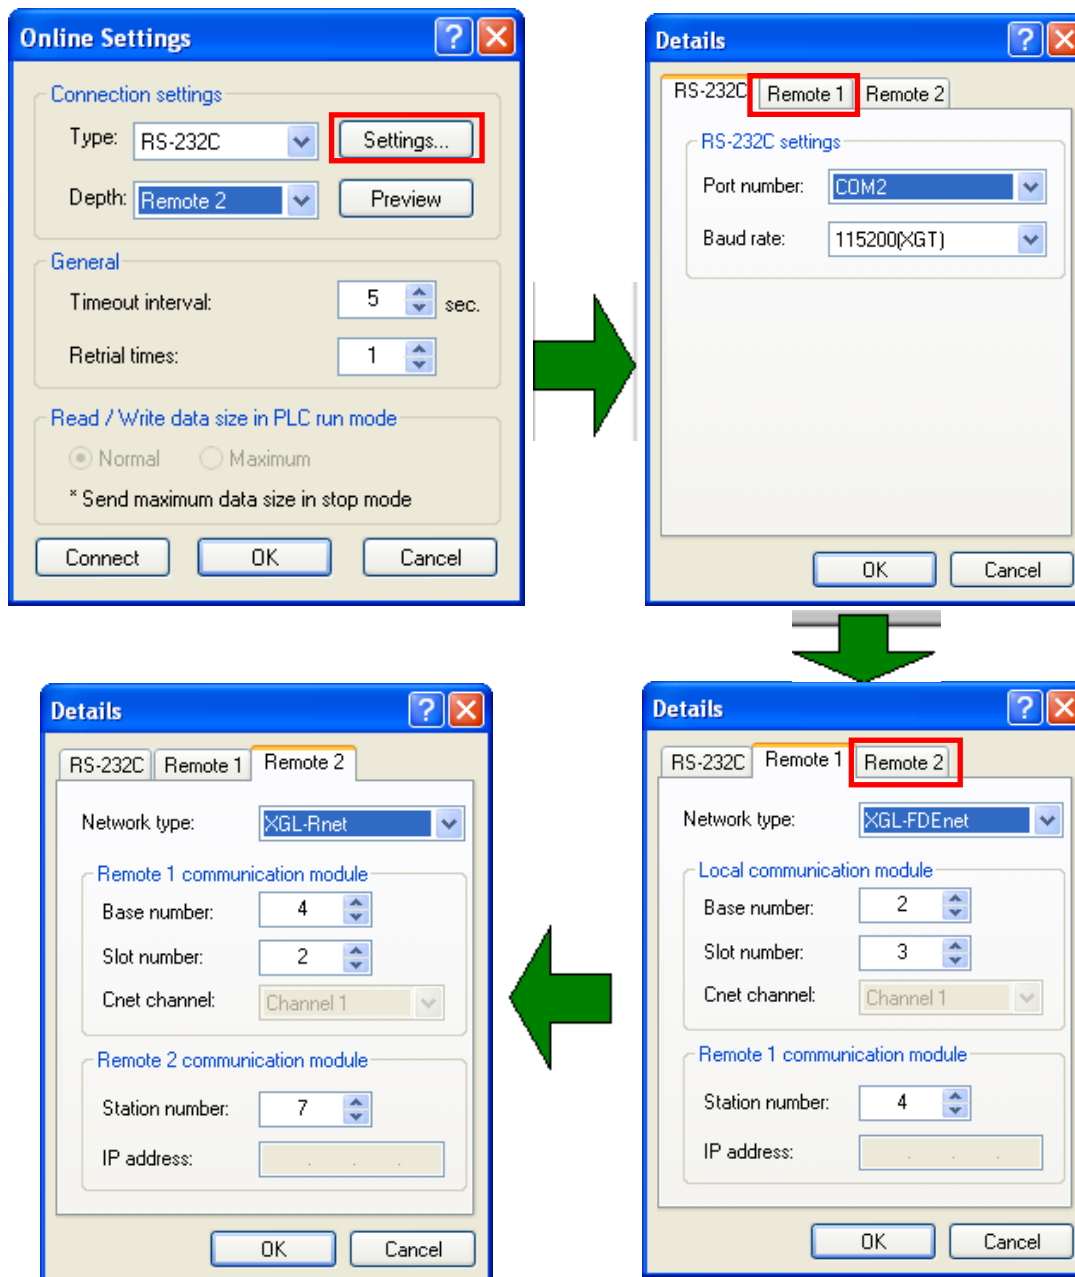 Online Settings
Connection settings
Type: RS-232C Settings...
Depth: Remote 2 Preview
General
Timeout interval: 5 sec.
Retrial times: 1
Read / Write data size in PLC run mode
Normal Maximum
* Send maximum data size in stop mode
Connect OK Cancel
Details
RS-232C Remote 1 Remote 2
RS-232C settings
Port number: COM2
Baud rate: 115200(XGT)
OK Cancel
Details
RS-232C Remote 1 Remote 2
Network type: XGL-FDEnet
Local communication module
Base number: 2
Slot number: 3
Cnet channel: Channel 1
Remote 1 communication module
Station number: 4
IP address: . . .
OK Cancel
Details
RS-232C Remote 1 Remote 2
Network type: XGL-Rnet
Remote 1 communication module
Base number: 4
Slot number: 2
Cnet channel: Channel 1
Remote 2 communication module
Station number: 7
IP address: . . .
OK Cancel